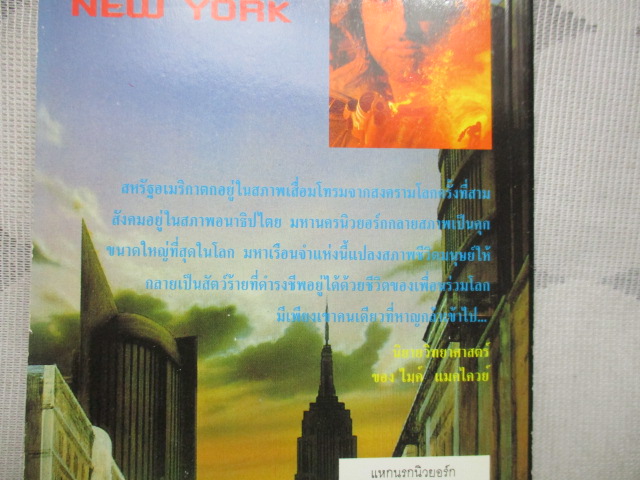 NEW YORK
สหรัฐอเมริกาตกอยู่ในสภาพเสื่อมโทรมจากสงครามโลกครั้งที่สาม
สังคมอยู่ในสภาพอนาธิปไตย มหานครนิวยอร์กกลายสภาพเป็นคุก
ขนาดใหญ่ที่สุดในโลก มหาเรือนจำแห่งนี้แปลงสภาพชีวิตมนุษย์ให้
กลายเป็นสัตว์ร้ายที่ดำรงชีพอยู่ได้ด้วยชีวิตของเพื่อนร่วมโลก
มีเพียงเขาคนเดียวที่หาญกล้าเข้าไป...
นิยายวิทยาศาสตร์
ของ ไมค์ แมคไควย์
แหกนรกนิวยอร์ก